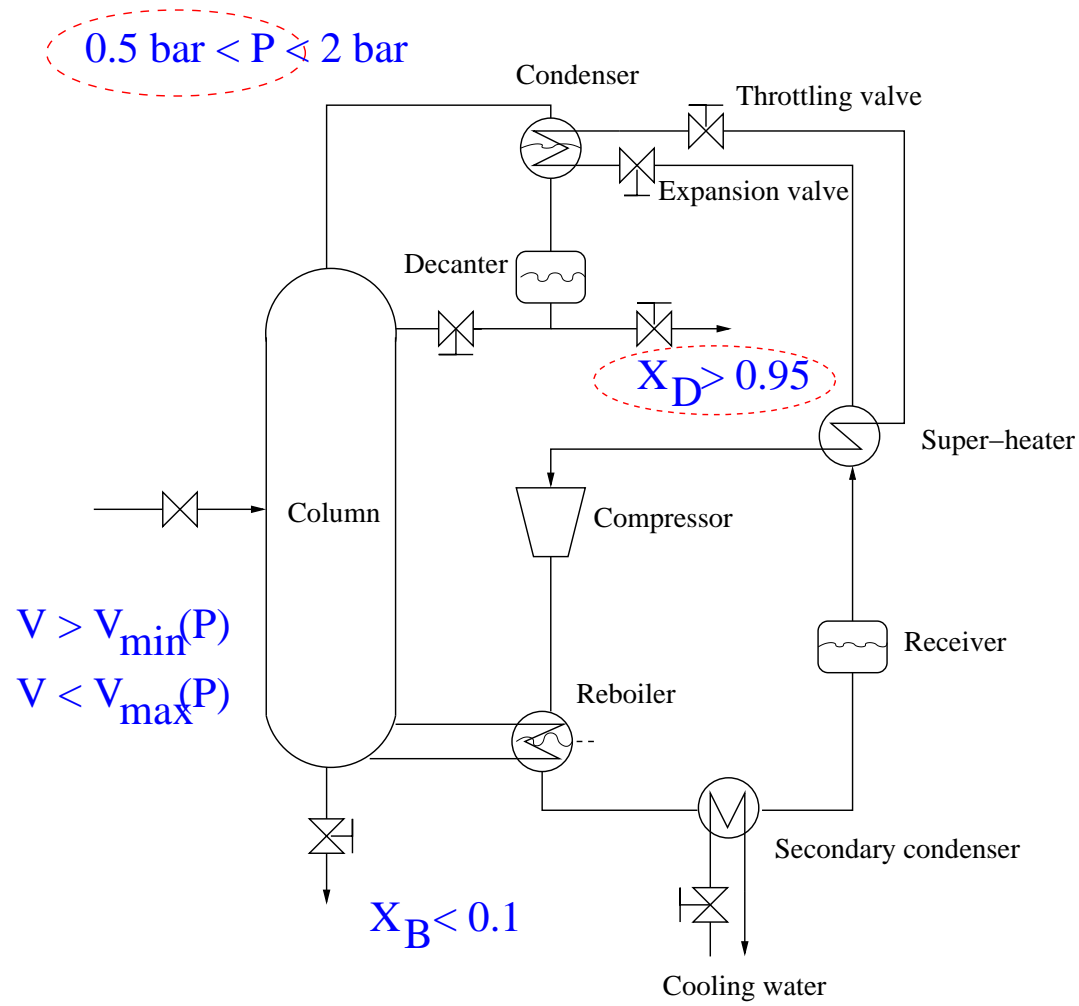 0.5 bar < P < 2 bar
Condenser
Throttling valve
Expansion valve
Decanter
X_D > 0.95
Super−heater
Column
Compressor
V > V_min(P)
V < V_max(P)
Receiver
Reboiler
Secondary condenser
X_B < 0.1
Cooling water